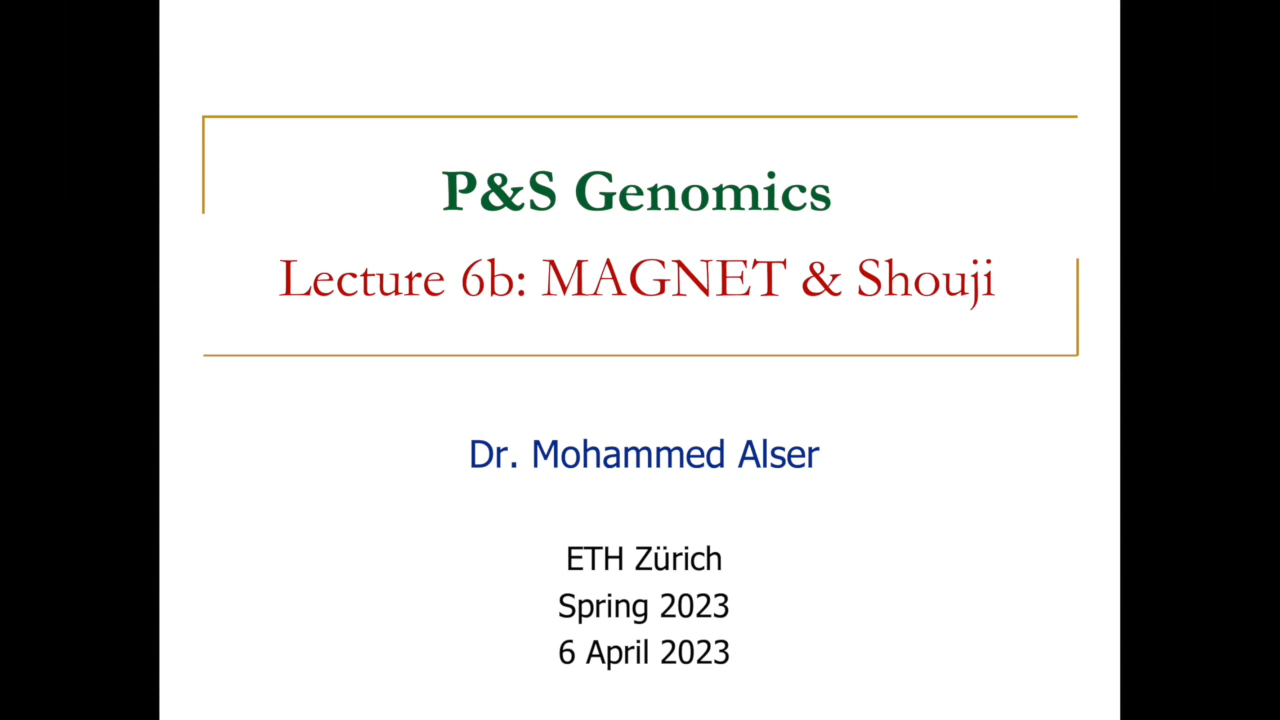 P&S Genomics
Lecture 6b: MAGNET & Shouji
Dr. Mohammed Alser
ETH Zürich
Spring 2023
6 April 2023